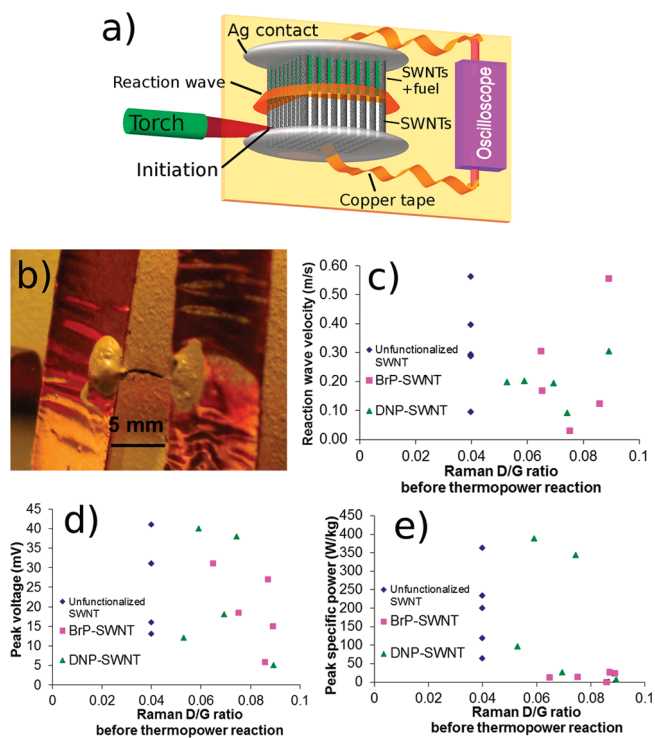 a)
Ag contact
Reaction wave
SWNTs
+fuel
Torch
SWNTs
Oscilloscope
Initiation
Copper tape
b)
5 mm
c)
Reaction wave velocity (m/s)
0.60
0.50
0.40
0.30
0.20
0.10
0.00
Unfunctionalized
SWNT
BrP-SWNT
DNP-SWNT
0 0.02 0.04 0.06 0.08 0.1
Raman D/G ratio
before thermopower reaction
d)
Peak voltage (mV)
45
40
35
30
25
20
15
10
5
0
Unfunctionalized
SWNT
BrP-SWNT
DNP-SWNT
0 0.02 0.04 0.06 0.08 0.1
Raman D/G ratio
before thermopower reaction
e)
Peak specific power (W/kg)
450
400
350
300
250
200
150
100
50
0
Unfunctionalized
SWNT
BrP-SWNT
DNP-SWNT
0 0.02 0.04 0.06 0.08 0.1
Raman D/G ratio
before thermopower reaction